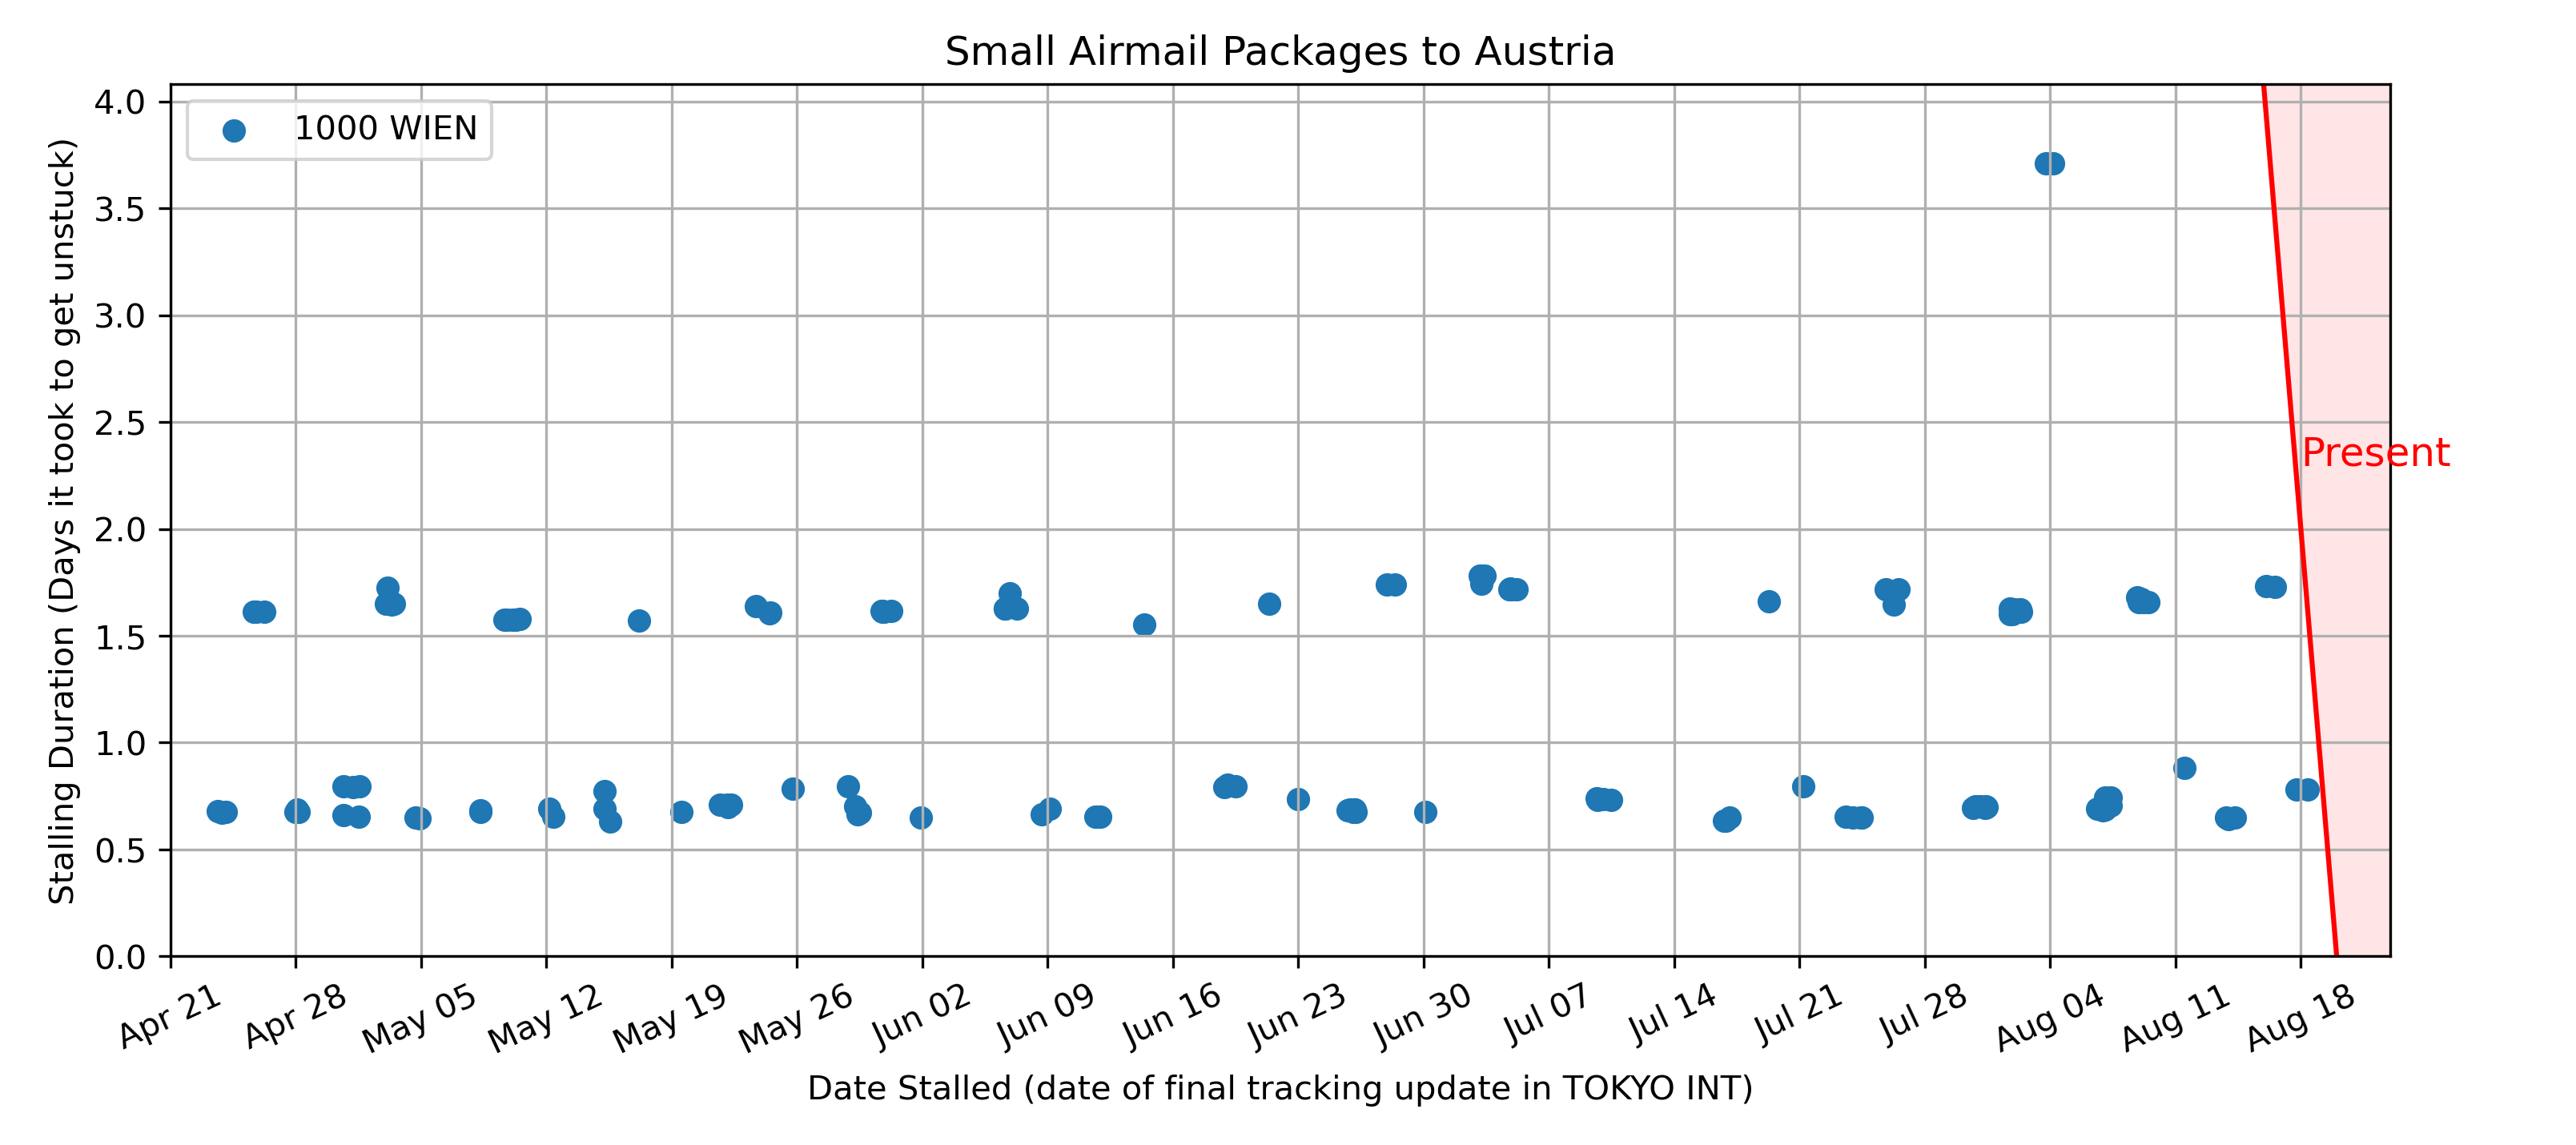 Small Airmail Packages to Austria
1000 WIEN
Stalling Duration (Days it took to get unstuck)
4.0
3.5
3.0
2.5
2.0
1.5
1.0
0.5
0.0
Present
Apr 21
Apr 28
May 05
May 12
May 19
May 26
Jun 02
Jun 09
Jun 16
Jun 23
Jun 30
Jul 07
Jul 14
Jul 21
Jul 28
Aug 04
Aug 11
Aug 18
Date Stalled (date of final tracking update in TOKYO INT)